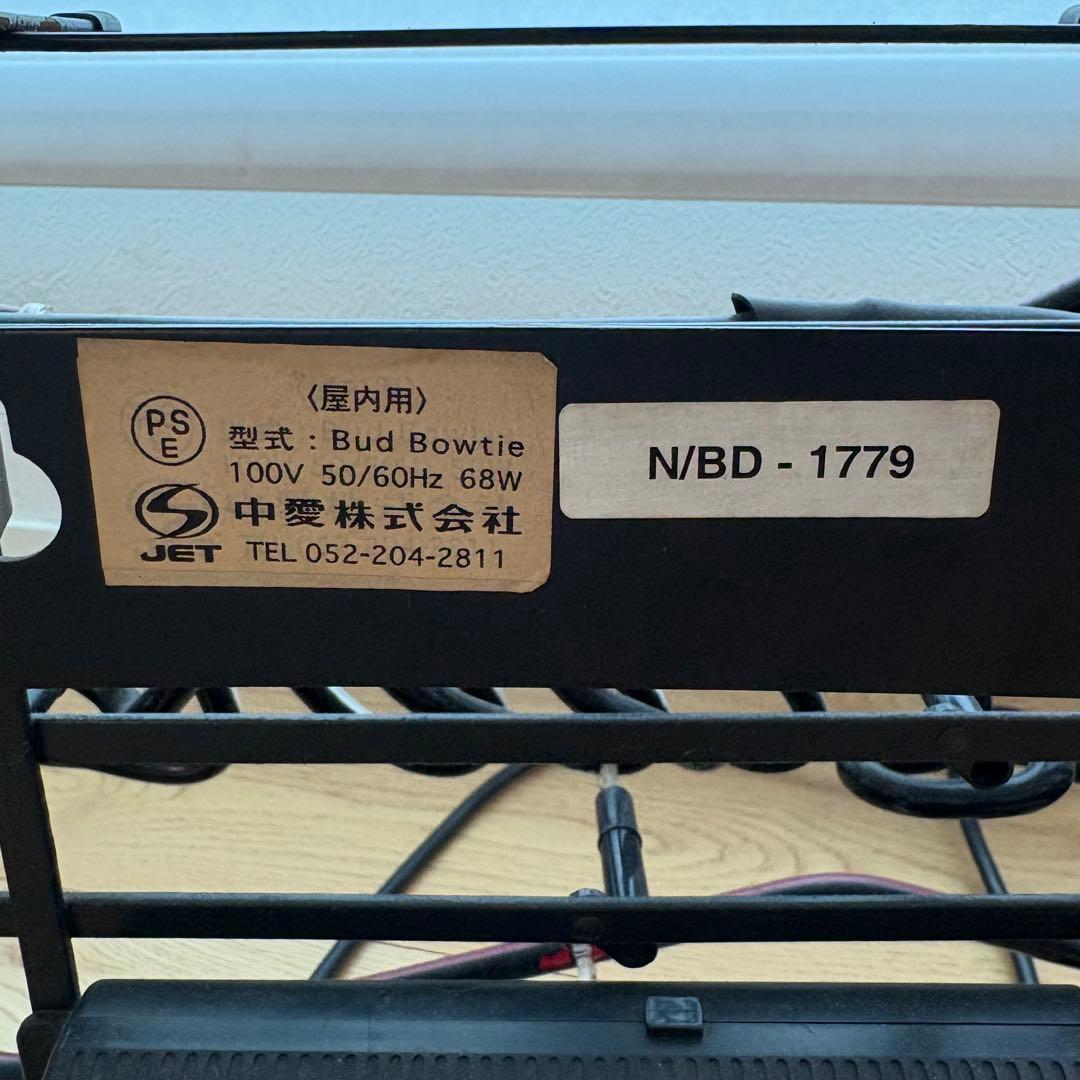 〈屋内用〉
PSE
型式 : Bud Bowtie
100V 50/60Hz 68W
中愛株式会社
JET
TEL 052-204-2811
N/BD - 1779